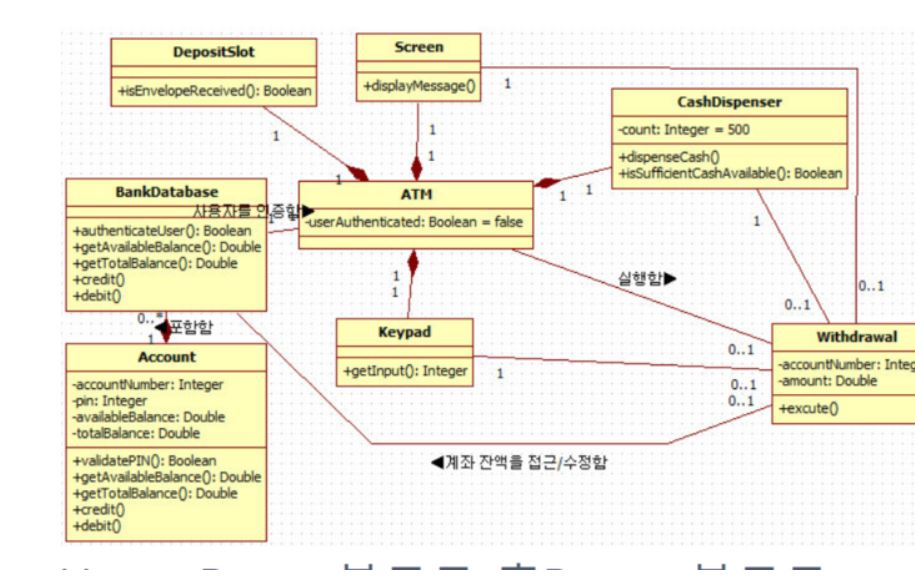 DepositSlot
+isEnvelopeReceived(): Boolean
Screen
+displayMessage()
1
CashDispenser
-count: Integer = 500
+dispenseCash()
+isSufficientCashAvailable(): Boolean
1
1
1
1
1
1
BankDatabase
+authenticateUser(): Boolean
+getAvailableBalance(): Double
+getTotalBalance(): Double
+credit()
+debit()
사용자를 인증함▶
1
ATM
-userAuthenticated: Boolean = false
1
실행함▶
0..1
0..1
1
1
0..*
◀포함함
1
Keypad
+getInput(): Integer
1
0..1
0..1
0..1
Withdrawal
-accountNumber: Integ
-amount: Double
+excute()
Account
-accountNumber: Integer
-pin: Integer
-availableBalance: Double
-totalBalance: Double
+validatePIN(): Boolean
+getAvailableBalance(): Double
+getTotalBalance(): Double
+credit()
+debit()
◀계좌 잔액을 접근/수정함